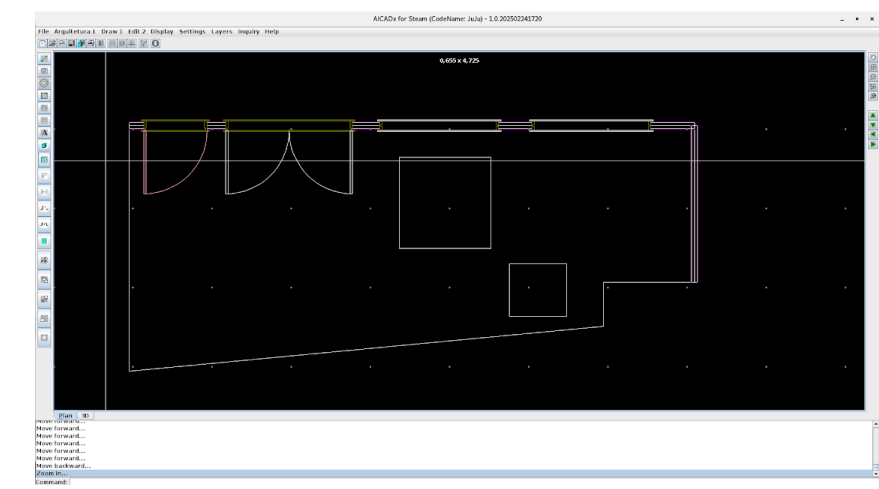 AICADx for Steam (CodeName: JuJu) - 1.0.202502241720
File Arquitetura 1 Draw 1 Edit 2 Display Settings Layers Inquiry Help
0,655 x 4,725
Plan 3D
Move forward...
Move forward...
Move forward...
Move forward...
Move forward...
Move backward...
Zoom in...
Command: